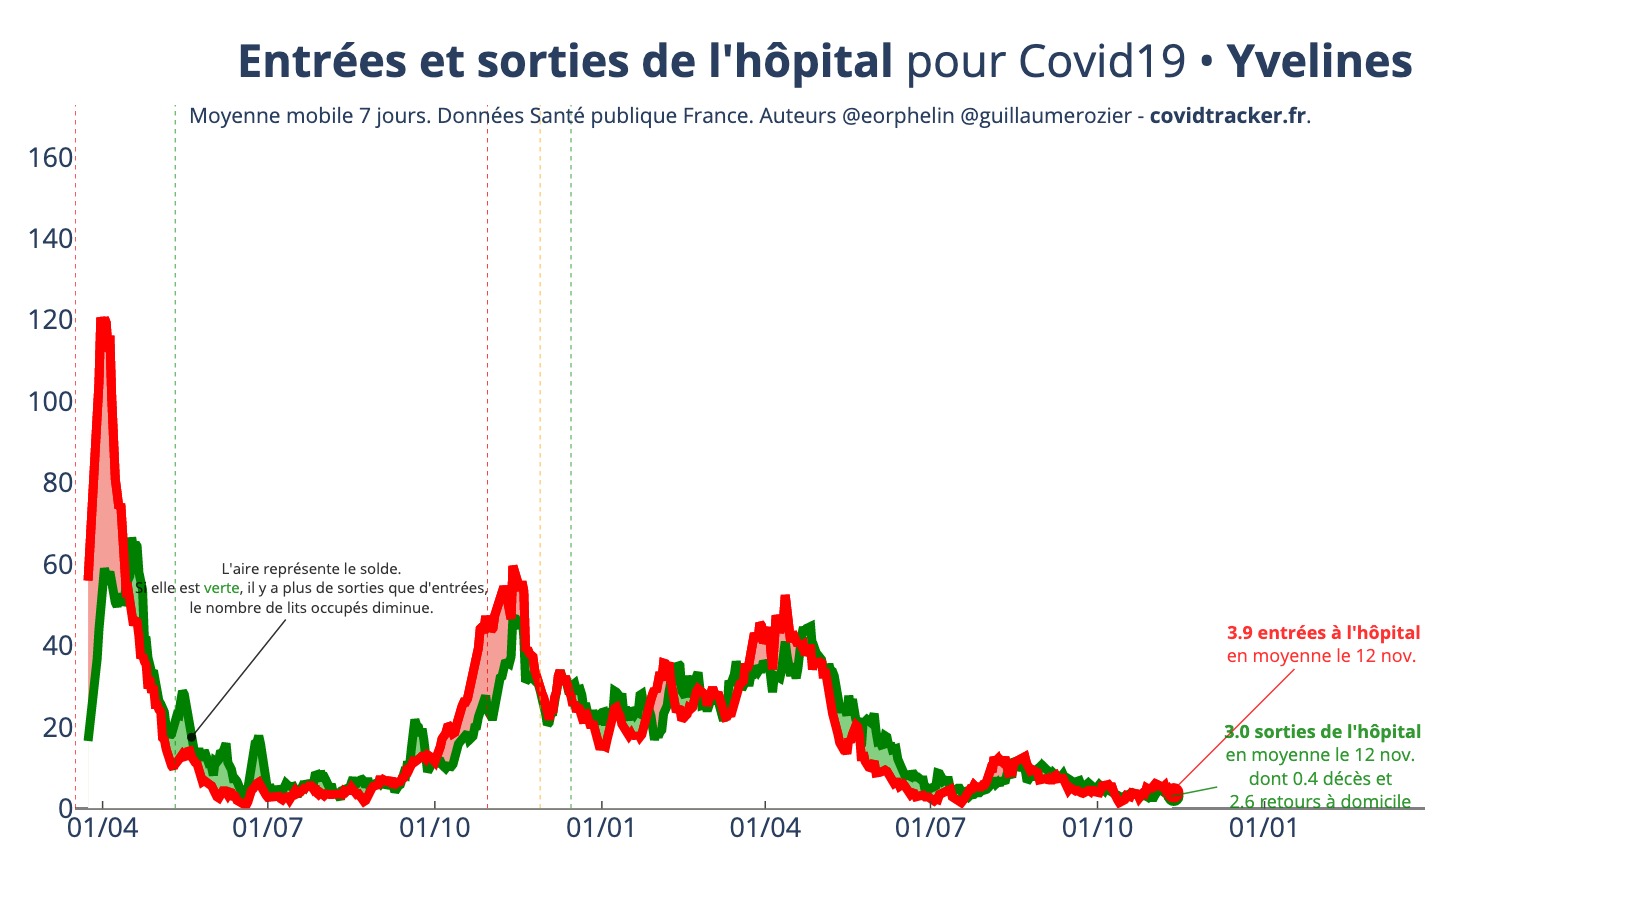 Entrées et sorties de l'hôpital pour Covid19 • Yvelines
Moyenne mobile 7 jours. Données Santé publique France. Auteurs @eorphelin @guillaumerozier - covidtracker.fr.
160
140
120
100
80
60
40
20
0
L'aire représente le solde.
Si elle est verte, il y a plus de sorties que d'entrées,
le nombre de lits occupés diminue.
3.9 entrées à l'hôpital
en moyenne le 12 nov.
3.0 sorties de l'hôpital
en moyenne le 12 nov.
dont 0.4 décès et
2.6 retours à domicile
01/04
01/07
01/10
01/01
01/04
01/07
01/10
01/01